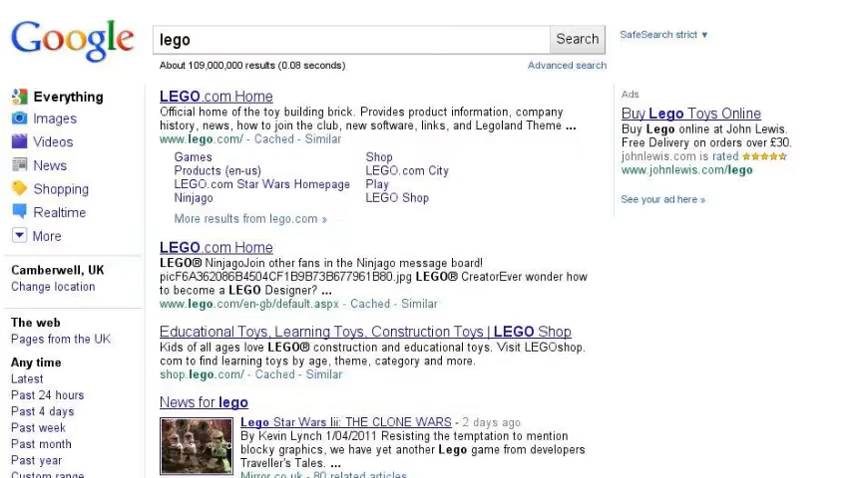 Google
lego
Search
SafeSearch strict ▼
About 109,000,000 results (0.08 seconds)
Advanced search
Everything
Images
Videos
News
Shopping
Realtime
More
Camberwell, UK
Change location
The web
Pages from the UK
Any time
Latest
Past 24 hours
Past 4 days
Past week
Past month
Past year
Custom range
LEGO.com Home
Official home of the toy building brick. Provides product information, company
history, news, how to join the club, new software, links, and Legoland Theme ...
www.lego.com/ - Cached - Similar
Games
Shop
Products (en-us)
LEGO.com City
LEGO.com Star Wars Homepage
Play
Ninjago
LEGO Shop
More results from lego.com »
LEGO.com Home
LEGO® NinjagoJoin other fans in the Ninjago message board!
picF6A362086B4504CF1B9B73B677961B80.jpg LEGO® CreatorEver wonder how
to become a LEGO Designer? ...
www.lego.com/en-gb/default.aspx - Cached - Similar
Educational Toys, Learning Toys, Construction Toys | LEGO Shop
Kids of all ages love LEGO® construction and educational toys. Visit LEGOshop.
com to find learning toys by age, theme, category and more.
shop.lego.com/ - Cached - Similar
News for lego
Lego Star Wars Iii: THE CLONE WARS - 2 days ago
By Kevin Lynch 1/04/2011 Resisting the temptation to mention
blocky graphics, we have yet another Lego game from developers
Traveller's Tales. ...
Mirror.co.uk - 80 related articles
Ads
Buy Lego Toys Online
Buy Lego online at John Lewis.
Free Delivery on orders over £30.
johnlewis.com is rated ★★★★★
www.johnlewis.com/lego
See your ad here »